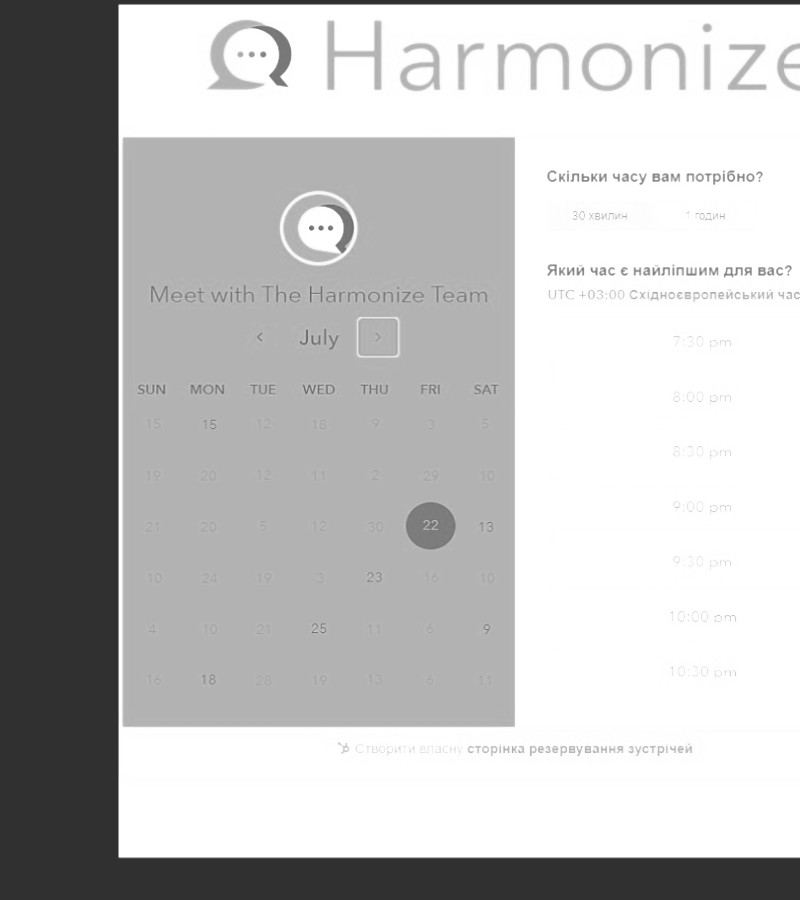 Harmonize
Meet with The Harmonize Team
July
SUN MON TUE WED THU FRI SAT
15 15 12 18 9 3 5
19 20 12 11 2 29 10
21 20 5 12 30 22 13
10 24 19 3 23 16 10
4 10 21 25 11 6 9
16 18 28 19 13 6 11
Скільки часу вам потрібно?
30 хвилин 1 годин
Який час є найліпшим для вас?
UTC +03:00 Східноєвропейський час
7:30 pm
8:00 pm
8:30 pm
9:00 pm
9:30 pm
10:00 pm
10:30 pm
Створити власну сторінка резервування зустрічей